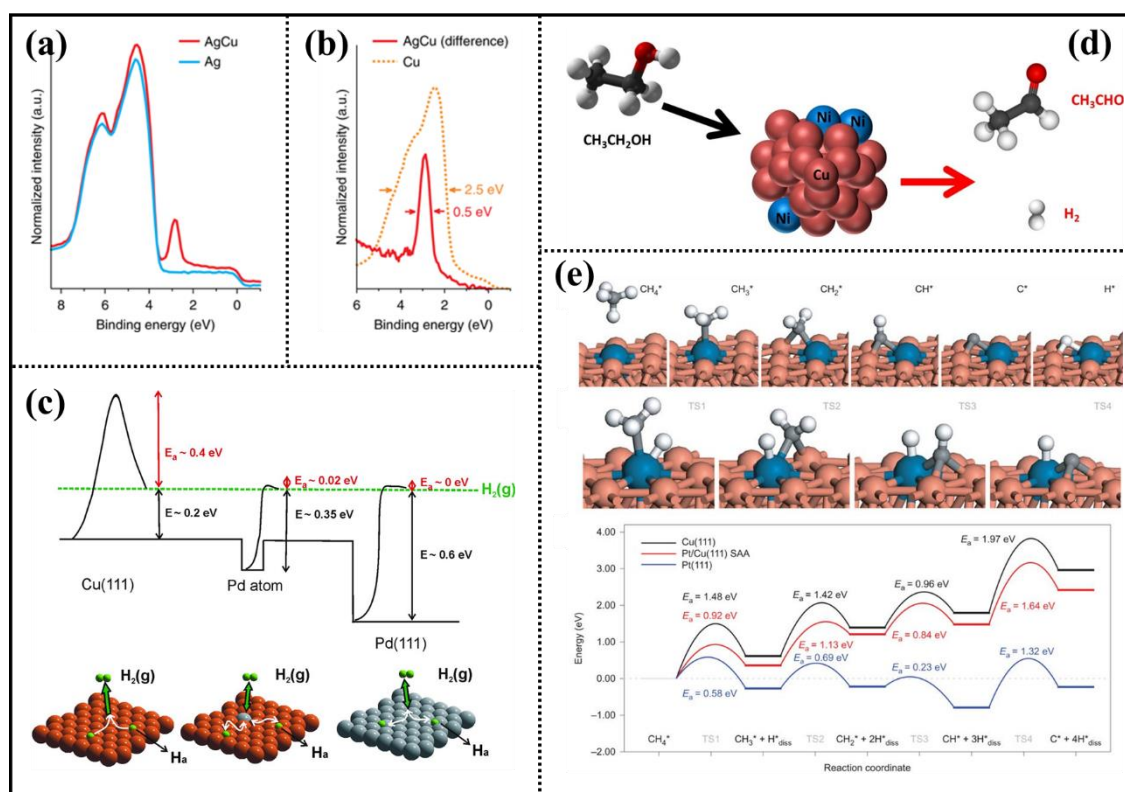 (a)
AgCu
Ag
Normalized intensity (a.u.)
8 6 4 2 0
Binding energy (eV)
(b)
AgCu (difference)
Cu
2.5 eV
0.5 eV
Normalized intensity (a.u.)
6 4 2 0
Binding energy (eV)
(d)
CH₃CH₂OH
Ni
Ni
Cu
Ni
CH₃CHO
H₂
(c)
Eₐ ~ 0.4 eV
Eₐ ~ 0.02 eV
Eₐ ~ 0 eV
H₂(g)
E ~ 0.2 eV
E ~ 0.35 eV
E ~ 0.6 eV
Cu(111)
Pd atom
Pd(111)
H₂(g)
H₂(g)
H₂(g)
Hₐ
Hₐ
Hₐ
(e)
CH₄* CH₃* CH₂* CH* C* H*
TS1 TS2 TS3 TS4
Cu(111)
Pt/Cu(111) SAA
Pt(111)
Eₐ = 1.48 eV
Eₐ = 0.92 eV
Eₐ = 0.58 eV
Eₐ = 1.42 eV
Eₐ = 1.13 eV
Eₐ = 0.69 eV
Eₐ = 0.96 eV
Eₐ = 0.84 eV
Eₐ = 0.23 eV
Eₐ = 1.97 eV
Eₐ = 1.64 eV
Eₐ = 1.32 eV
Energy (eV)
4.00
3.00
2.00
1.00
0.00
−1.00
−2.00
CH₄* TS1 CH₃* + H*diss TS2 CH₂* + 2H*diss TS3 CH* + 3H*diss TS4 C* + 4H*diss
Reaction coordinate